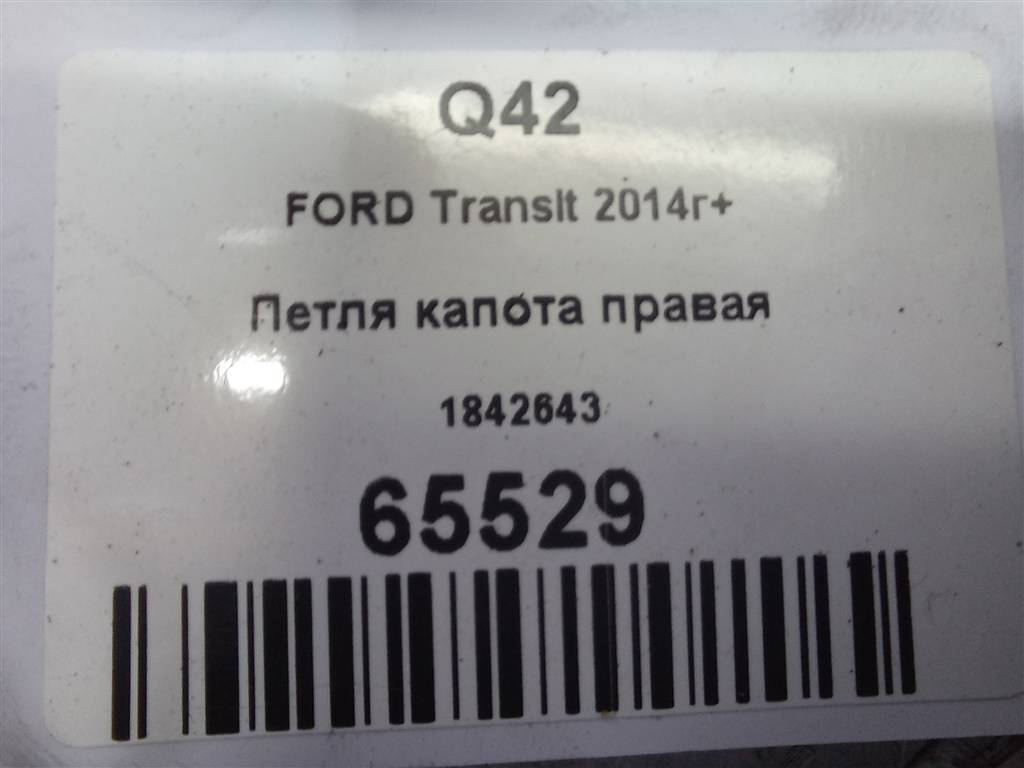 Q42
FORD Transit 2014г+
Петля капота правая
1842643
65529